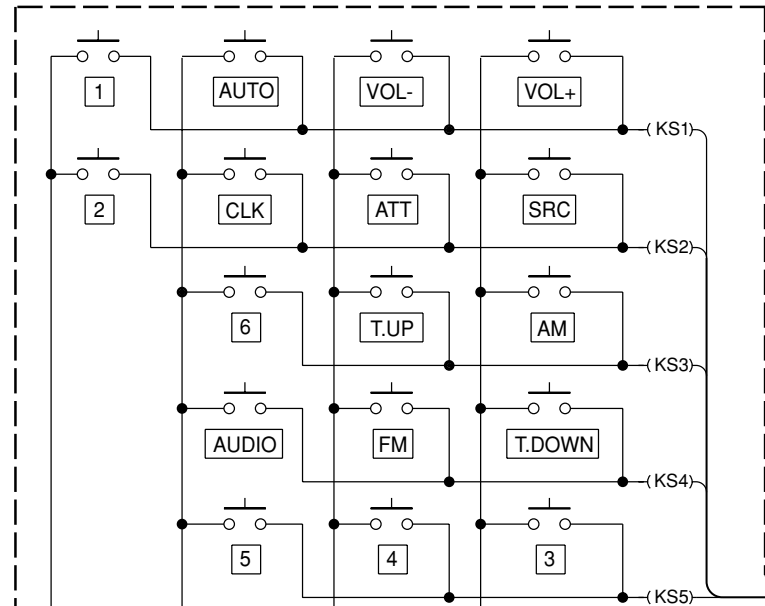 1 AUTO VOL- VOL+
KS1
2 CLK ATT SRC
KS2
6 T.UP AM
KS3
AUDIO FM T.DOWN
KS4
5 4 3
KS5